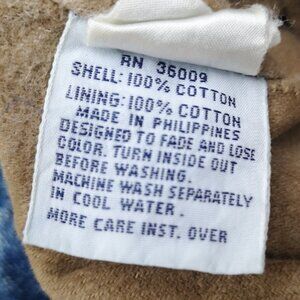 RN 36009
SHELL: 100% COTTON
LINING: 100% COTTON
MADE IN PHILIPPINES
DESIGNED TO FADE AND LOSE
COLOR. TURN INSIDE OUT
BEFORE WASHING.
MACHINE WASH SEPARATELY
IN COOL WATER.
MORE CARE INST. OVER